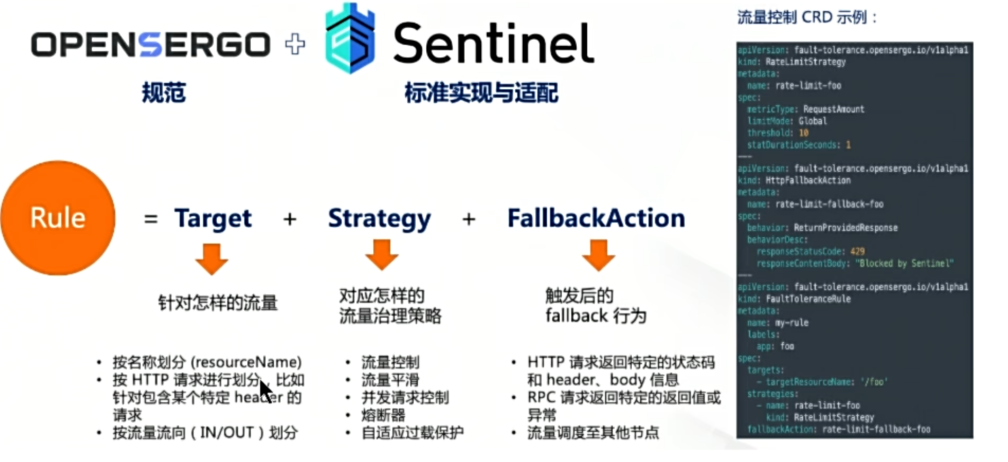 OPENSERGO + Sentinel
规范
标准实现与适配
Rule = Target + Strategy + FallbackAction
针对怎样的流量
对应怎样的
流量治理策略
触发后的
fallback 行为
• 按名称划分 (resourceName)
• 按 HTTP 请求进行划分，比如
针对包含某个特定 header 的
请求
• 按流量流向（IN/OUT）划分
• 流量控制
• 流量平滑
• 并发请求控制
• 熔断器
• 自适应过载保护
• HTTP 请求返回特定的状态码
和 header、body 信息
• RPC 请求返回特定的返回值或
异常
• 流量调度至其他节点
流量控制 CRD 示例：
apiVersion: fault-tolerance.opensergo.io/v1alpha1
kind: RateLimitStrategy
metadata:
  name: rate-limit-foo
spec:
  metricType: RequestAmount
  limitMode: Global
  threshold: 10
  statDurationSeconds: 1
---
apiVersion: fault-tolerance.opensergo.io/v1alpha1
kind: HttpFallbackAction
metadata:
  name: rate-limit-fallback-foo
spec:
  behavior: ReturnProvidedResponse
  behaviorDesc:
    responseStatusCode: 429
    responseContentBody: "Blocked by Sentinel"
---
apiVersion: fault-tolerance.opensergo.io/v1alpha1
kind: FaultToleranceRule
metadata:
  name: my-rule
  labels:
    app: foo
spec:
  targets:
    - targetResourceName: '/foo'
  strategies:
    - name: rate-limit-foo
      kind: RateLimitStrategy
  fallbackAction: rate-limit-fallback-foo